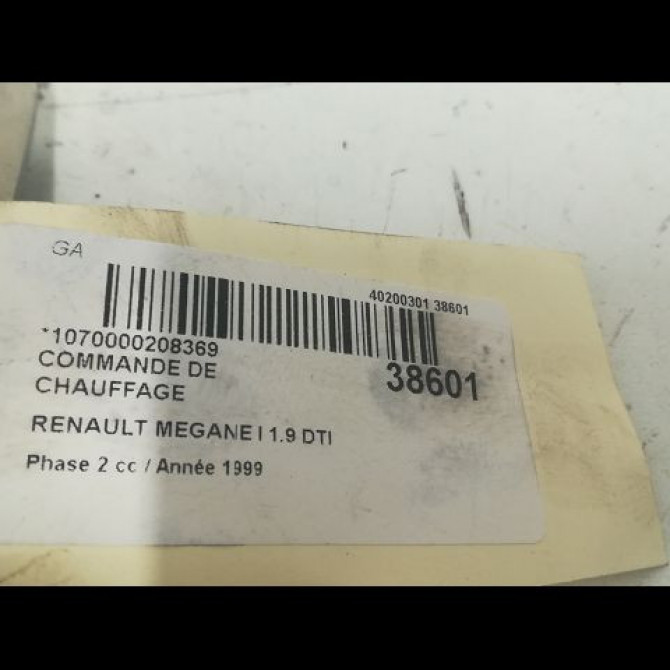 GA
40200301 38601
*1070000208369
COMMANDE DE
CHAUFFAGE
38601
RENAULT MEGANE I 1.9 DTI
Phase 2 cc / Année 1999